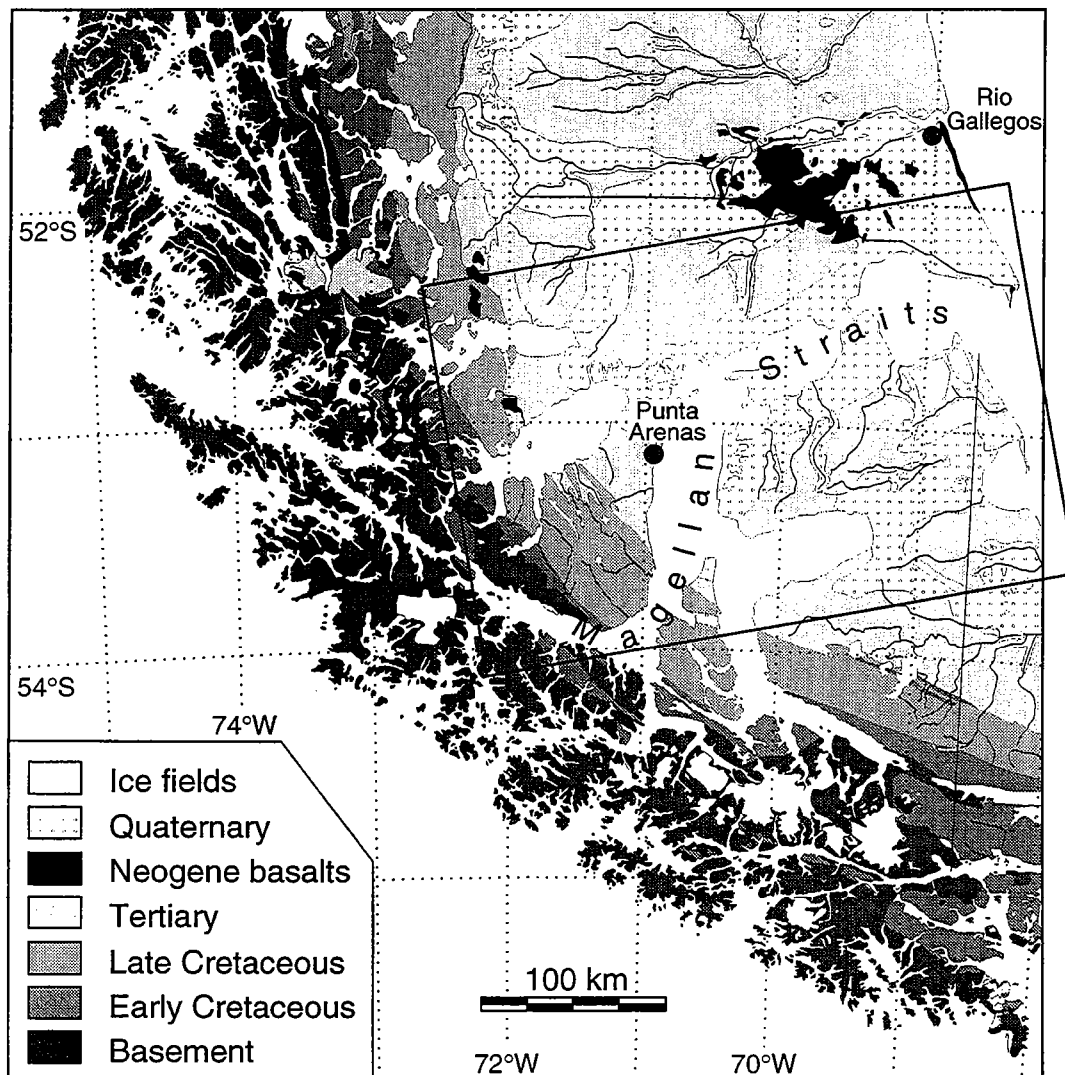 Rio
Gallegos
52°S
Straits
Punta
Arenas
Magellan
54°S
74°W
Ice fields
Quaternary
Neogene basalts
Tertiary
Late Cretaceous
Early Cretaceous
Basement
100 km
72°W
70°W